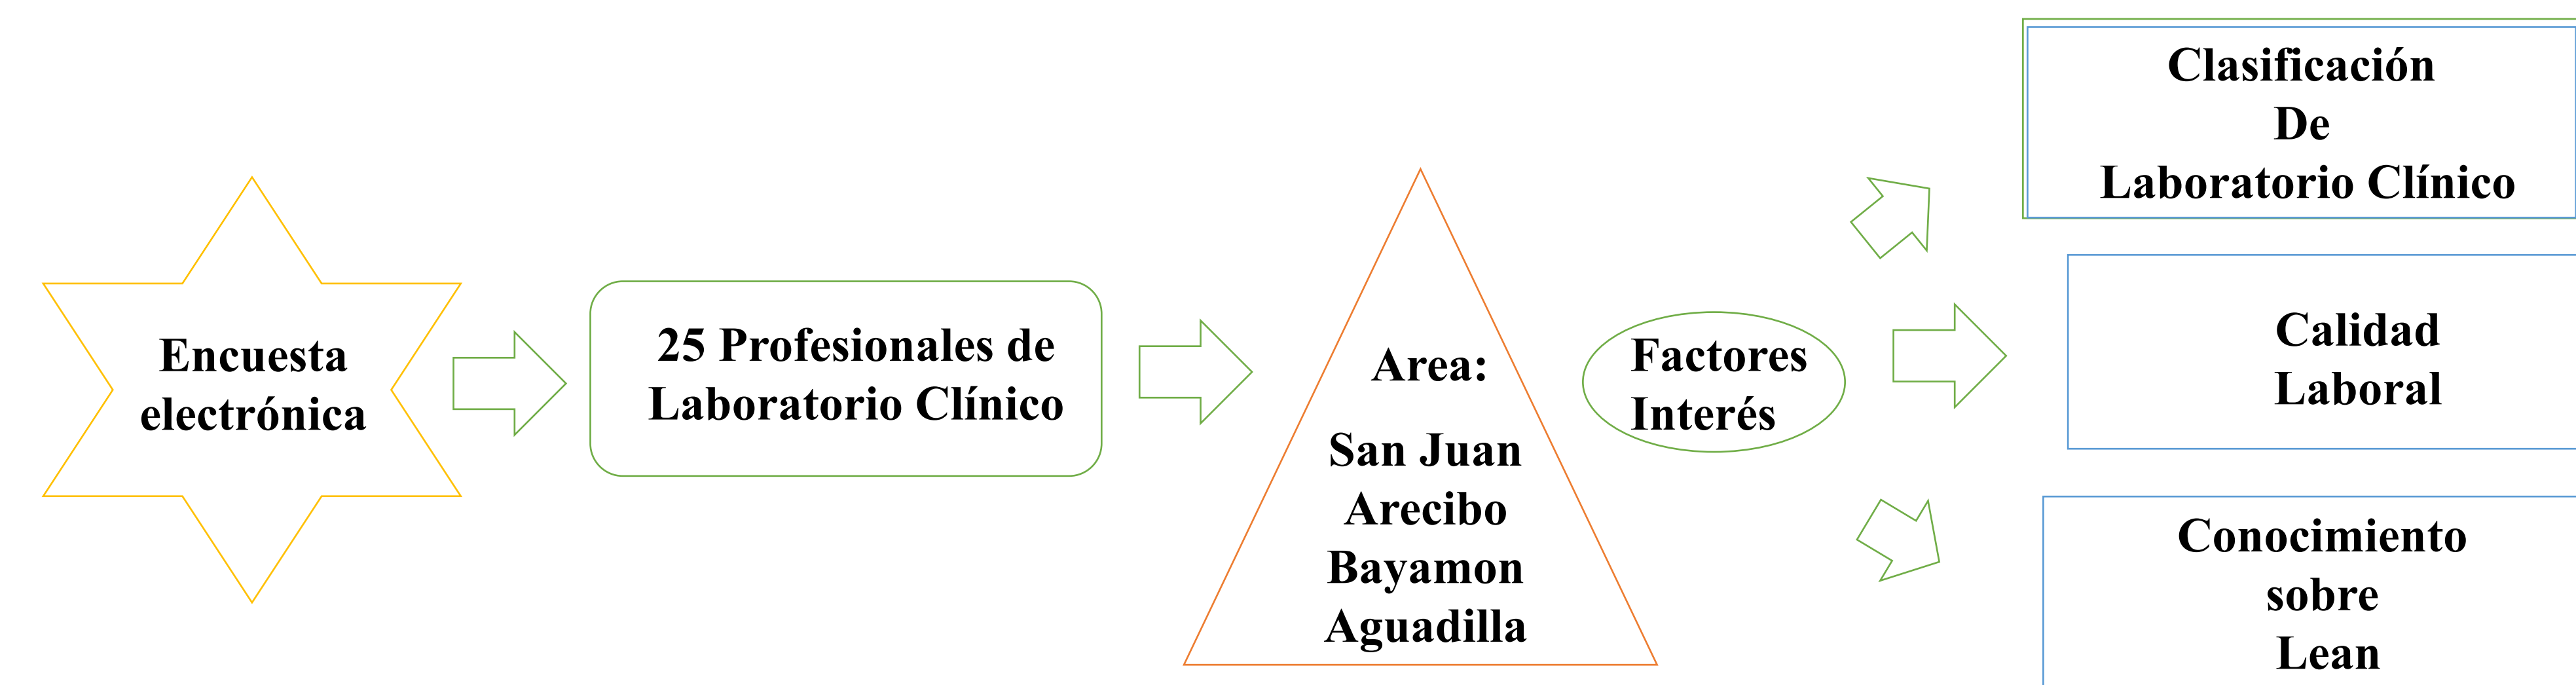 Encuesta
electrónica
25 Profesionales de
Laboratorio Clínico
Area:
San Juan
Arecibo
Bayamon
Aguadilla
Factores
Interés
Clasificación
De
Laboratorio Clínico
Calidad
Laboral
Conocimiento
sobre
Lean